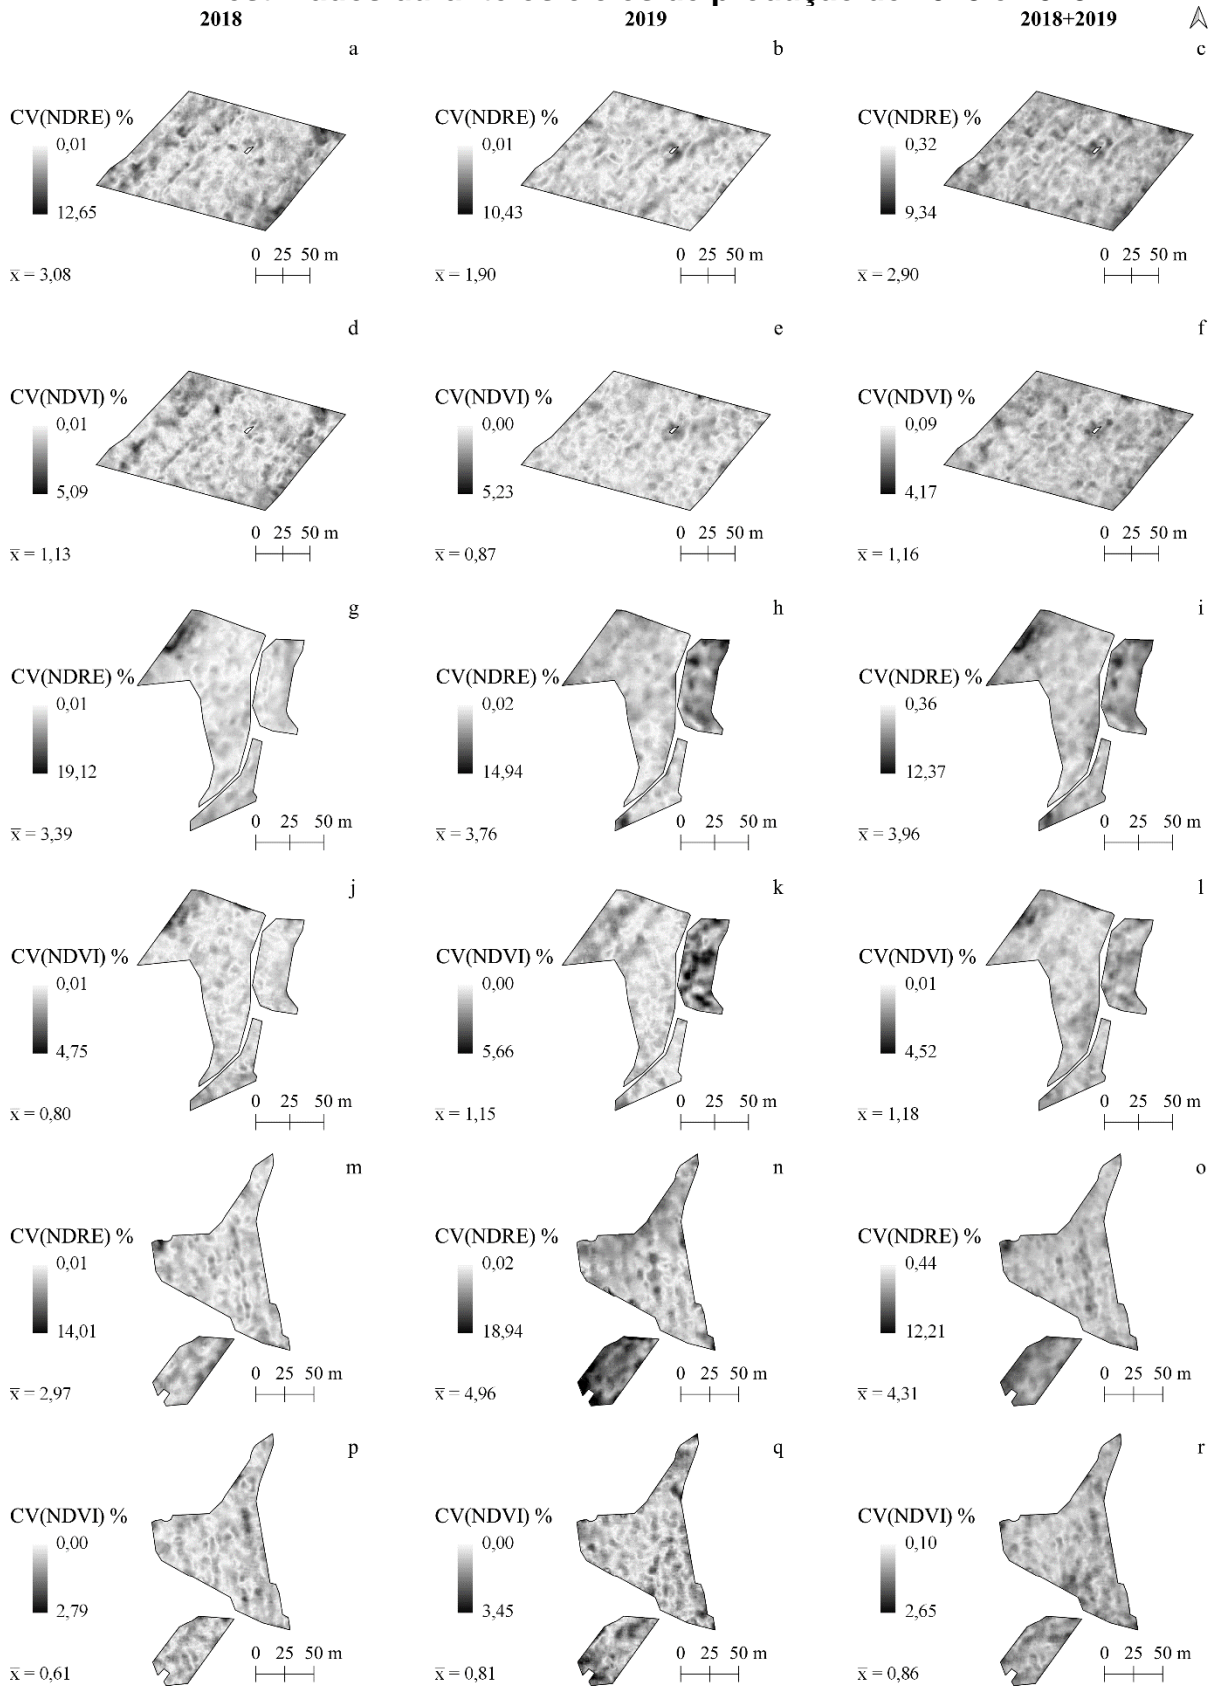 2018 2019 2018+2019
a b c
CV(NDRE) % CV(NDRE) % CV(NDRE) %
0,01 0,01 0,32
12,65 10,43 9,34
0 25 50 m 0 25 50 m 0 25 50 m
x̅ = 3,08 x̅ = 1,90 x̅ = 2,90
d e f
CV(NDVI) % CV(NDVI) % CV(NDVI) %
0,01 0,00 0,09
5,09 5,23 4,17
0 25 50 m 0 25 50 m 0 25 50 m
x̅ = 1,13 x̅ = 0,87 x̅ = 1,16
g h i
CV(NDRE) % CV(NDRE) % CV(NDRE) %
0,01 0,02 0,36
19,12 14,94 12,37
0 25 50 m 0 25 50 m 0 25 50 m
x̅ = 3,39 x̅ = 3,76 x̅ = 3,96
j k l
CV(NDVI) % CV(NDVI) % CV(NDVI) %
0,01 0,00 0,01
4,75 5,66 4,52
0 25 50 m 0 25 50 m 0 25 50 m
x̅ = 0,80 x̅ = 1,15 x̅ = 1,18
m n o
CV(NDRE) % CV(NDRE) % CV(NDRE) %
0,01 0,02 0,44
14,01 18,94 12,21
0 25 50 m 0 25 50 m 0 25 50 m
x̅ = 2,97 x̅ = 4,96 x̅ = 4,31
p q r
CV(NDVI) % CV(NDVI) % CV(NDVI) %
0,00 0,00 0,10
2,79 3,45 2,65
0 25 50 m 0 25 50 m 0 25 50 m
x̅ = 0,61 x̅ = 0,81 x̅ = 0,86